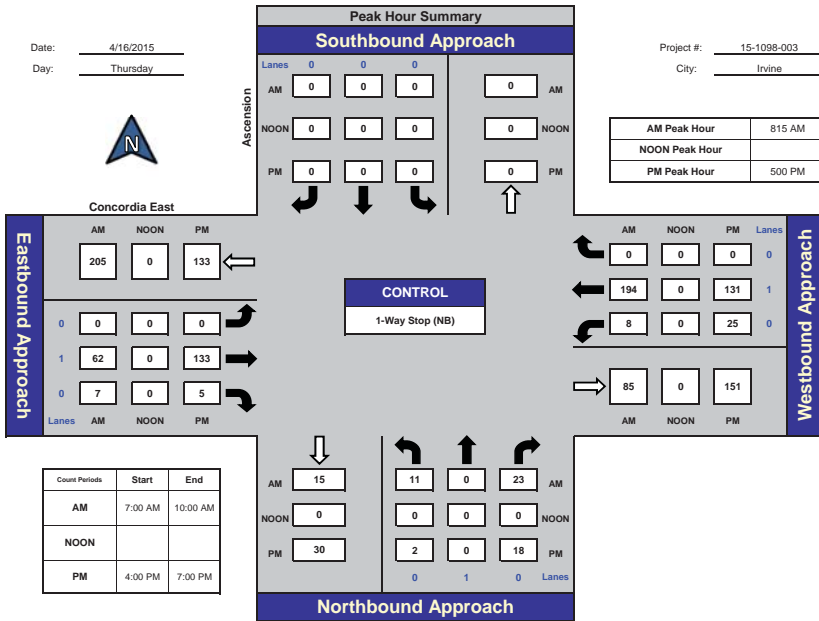 Peak Hour Summary
Southbound Approach
Date: 4/16/2015
Day: Thursday
Project #: 15-1098-003
City: Irvine
N
Ascension
Lanes 0 0 0
AM 0 0 0 0 AM
NOON 0 0 0 0 NOON
PM 0 0 0 0 PM
AM Peak Hour 815 AM
NOON Peak Hour
PM Peak Hour 500 PM
Concordia East
Eastbound Approach
AM NOON PM
205 0 133
0 0 0 0
1 62 0 133
0 7 0 5
Lanes AM NOON PM
CONTROL
1-Way Stop (NB)
Westbound Approach
AM NOON PM Lanes
0 0 0 0
194 0 131 1
8 0 25 0
85 0 151
AM NOON PM
Count Periods Start End
AM 7:00 AM 10:00 AM
NOON
PM 4:00 PM 7:00 PM
AM 15 11 0 23 AM
NOON 0 0 0 0 NOON
PM 30 2 0 18 PM
0 1 0 Lanes
Northbound Approach